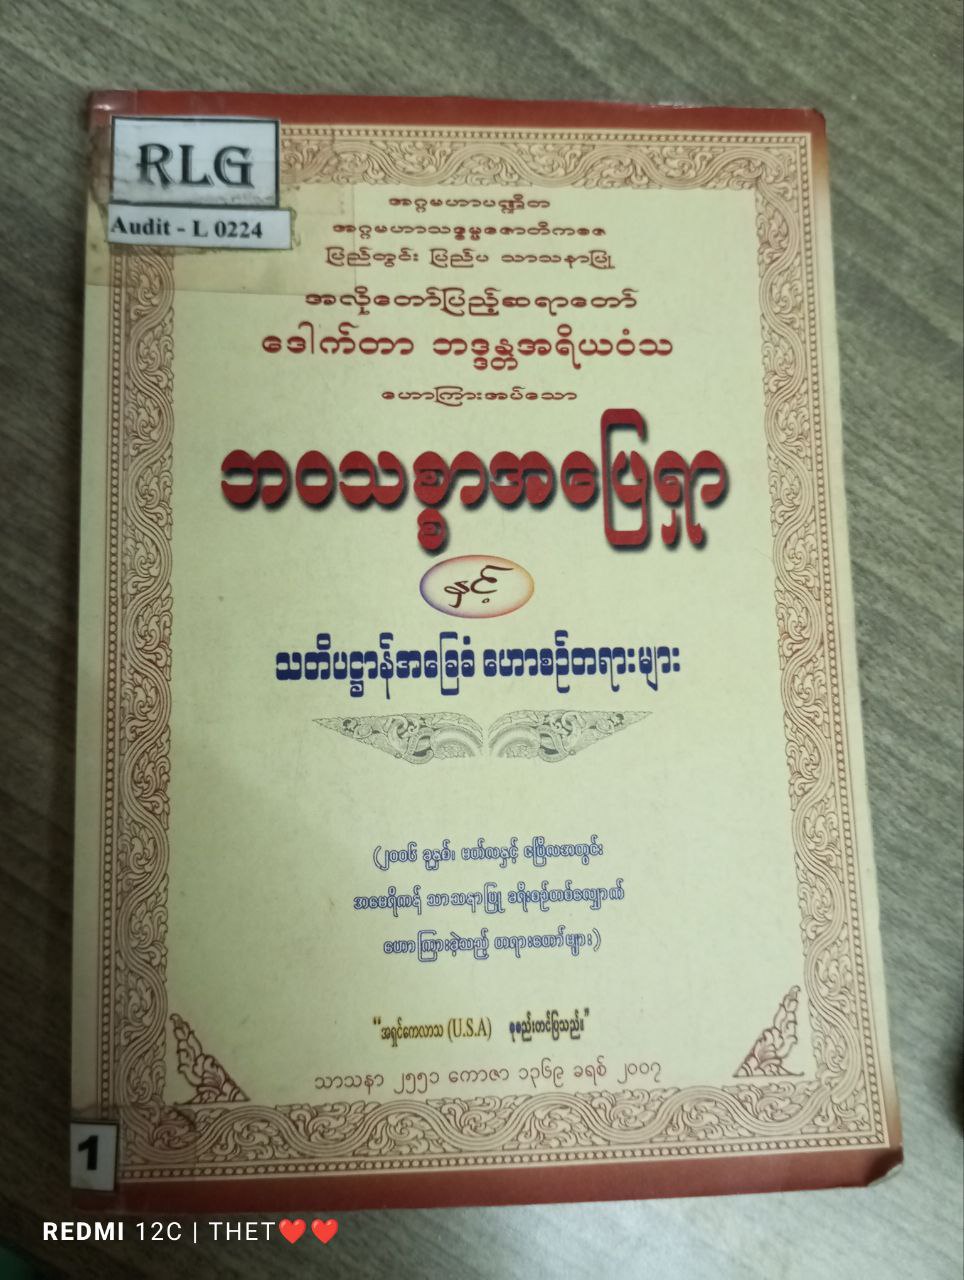 RLG
Audit - L 0224
အဂ္ဂမဟာပဏ္ဍိတ
အဂ္ဂမဟာသဒ္ဓမ္မဇောတိကဓဇ
ပြည်တွင်း ပြည်ပ သာသနာပြု
အလိုတော်ပြည့်ဆရာတော်
ဒေါက်တာ ဘဒ္ဒန္တအရိယဝံသ
ဟောကြားအပ်သော
ဘဝသစ္စာအဖြေရှာ
နှင့်
သတိပဋ္ဌာန်အခြေခံ ဟောစဉ်တရားများ
(၂၀၀၆ ခုနှစ်၊ မတ်လနှင့် ဧပြီလအတွင်း
အမေရိကန် သာသနာပြု ခရီးစဉ်တစ်လျှောက်
ဟောကြားခဲ့သည့် တရားတော်များ)
“အရှင်ကေလာသ (U.S.A) စုစည်းတင်ပြသည်။”
သာသနာ ၂၅၅၁ ကောဇာ ၁၃၆၉ ခရစ် ၂၀၀၇
1
REDMI 12C | THET❤️❤️